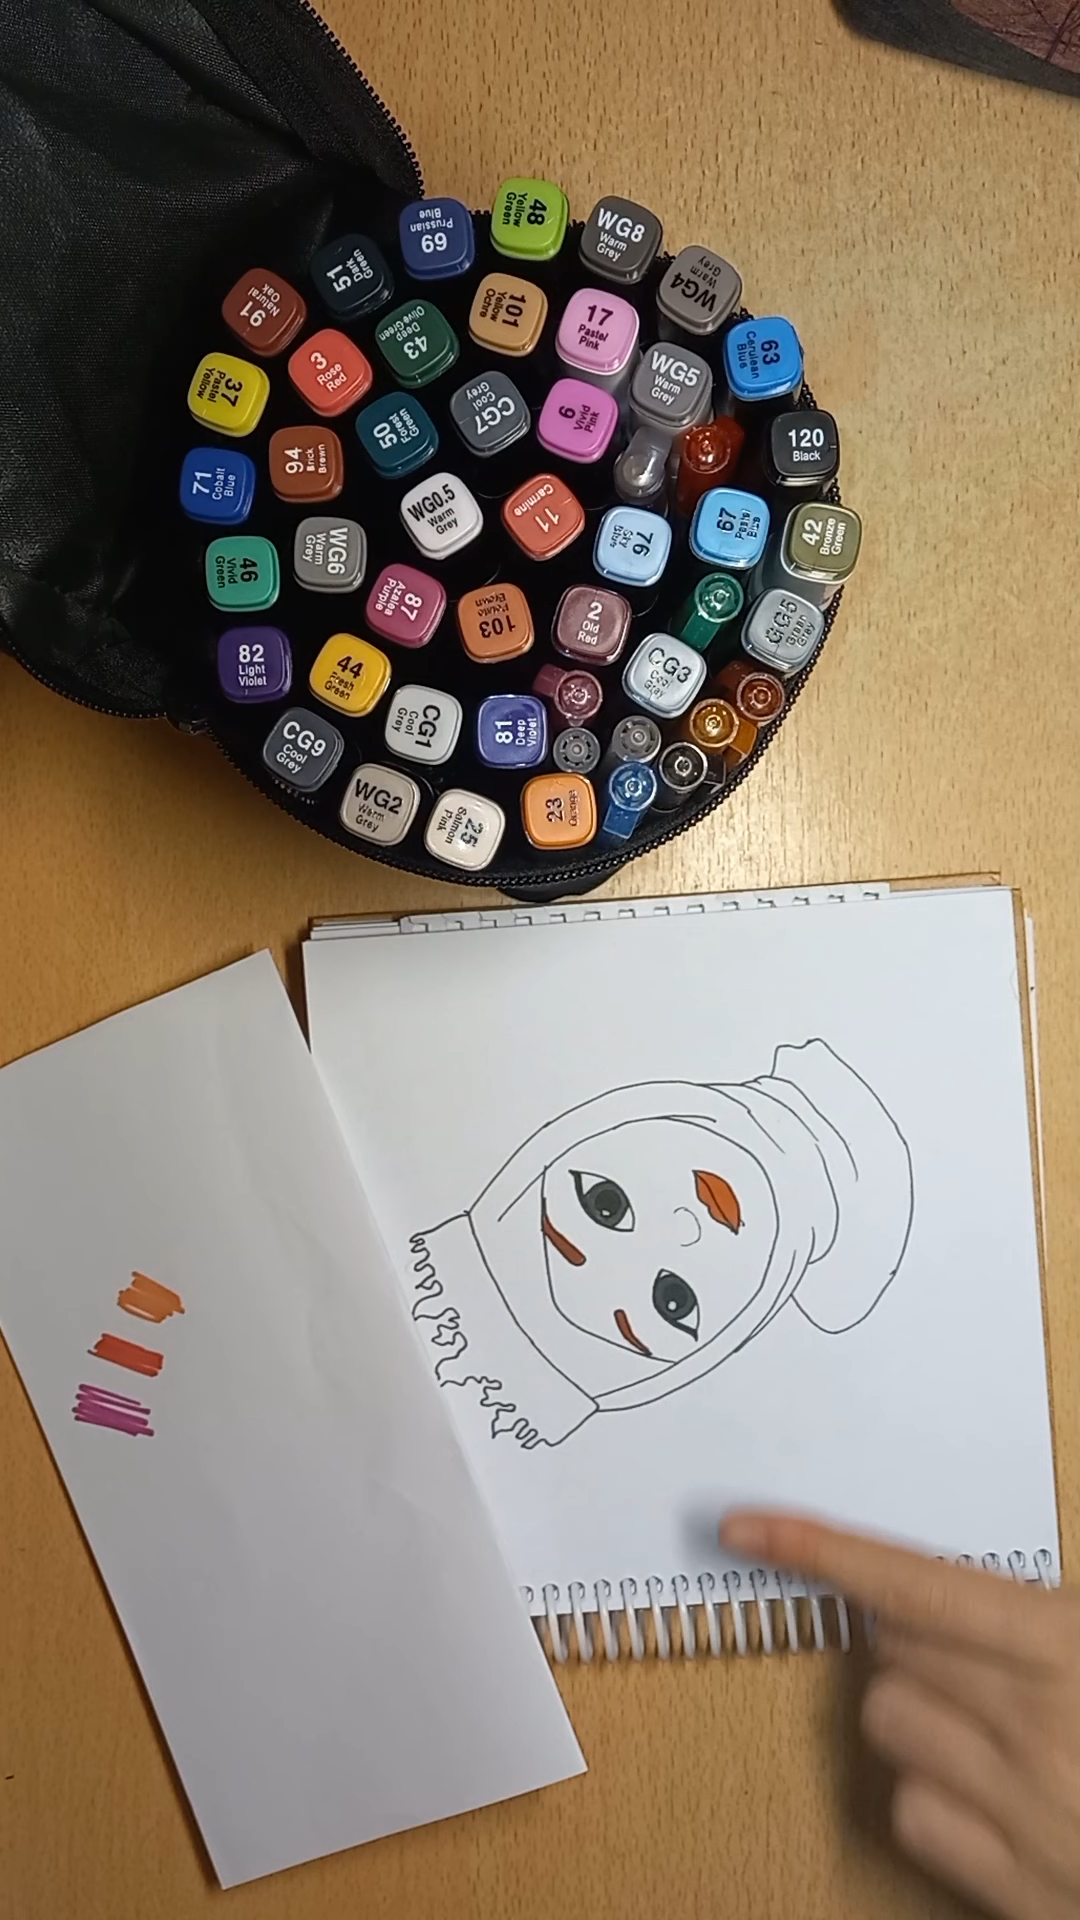 48
Yellow
Green
WG8
Warm
Grey
69
Prussian
Blue
51
Dark
Green
WG4
Warm
Grey
91
Natural
Oak
101
Yellow
Ochre
17
Pastel
Pink
43
Deep
Olive Green
63
Cerulean
Blue
3
Rose
Red
WG5
Warm
Grey
37
Pastel
Yellow
CG7
Cool
Grey
9
Vivid
Pink
50
Forest
Green
120
Black
94
Brick
Brown
71
Cobalt
Blue
WG0.5
Warm
Grey
11
Carmine
67
Pastel
Blue
42
Bronze
Green
76
Sky
Blue
WG6
Warm
Grey
46
Vivid
Green
87
Azalea
Purple
103
Brown
2
Old
Red
GG5
Green
Grey
82
Light
Violet
44
Fresh
Green
CG3
Cool
Gray
CG1
Cool
Grey
81
Deep
Violet
CG9
Cool
Grey
WG2
Warm
Grey
25
Salmon
Pink
23
Orange